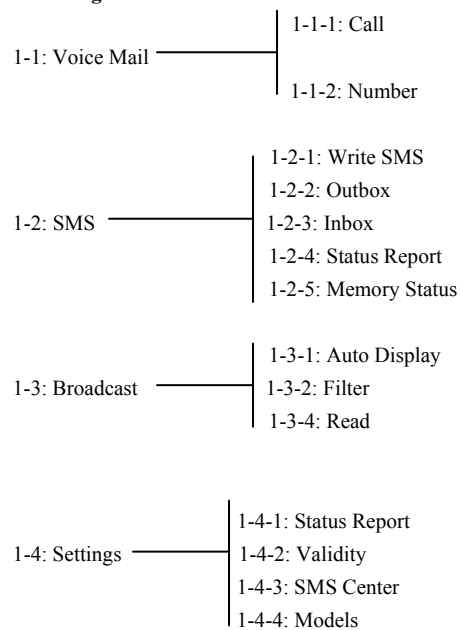 1-1: Voice Mail
1-1-1: Call
1-1-2: Number
1-2: SMS
1-2-1: Write SMS
1-2-2: Outbox
1-2-3: Inbox
1-2-4: Status Report
1-2-5: Memory Status
1-3: Broadcast
1-3-1: Auto Display
1-3-2: Filter
1-3-4: Read
1-4: Settings
1-4-1: Status Report
1-4-2: Validity
1-4-3: SMS Center
1-4-4: Models